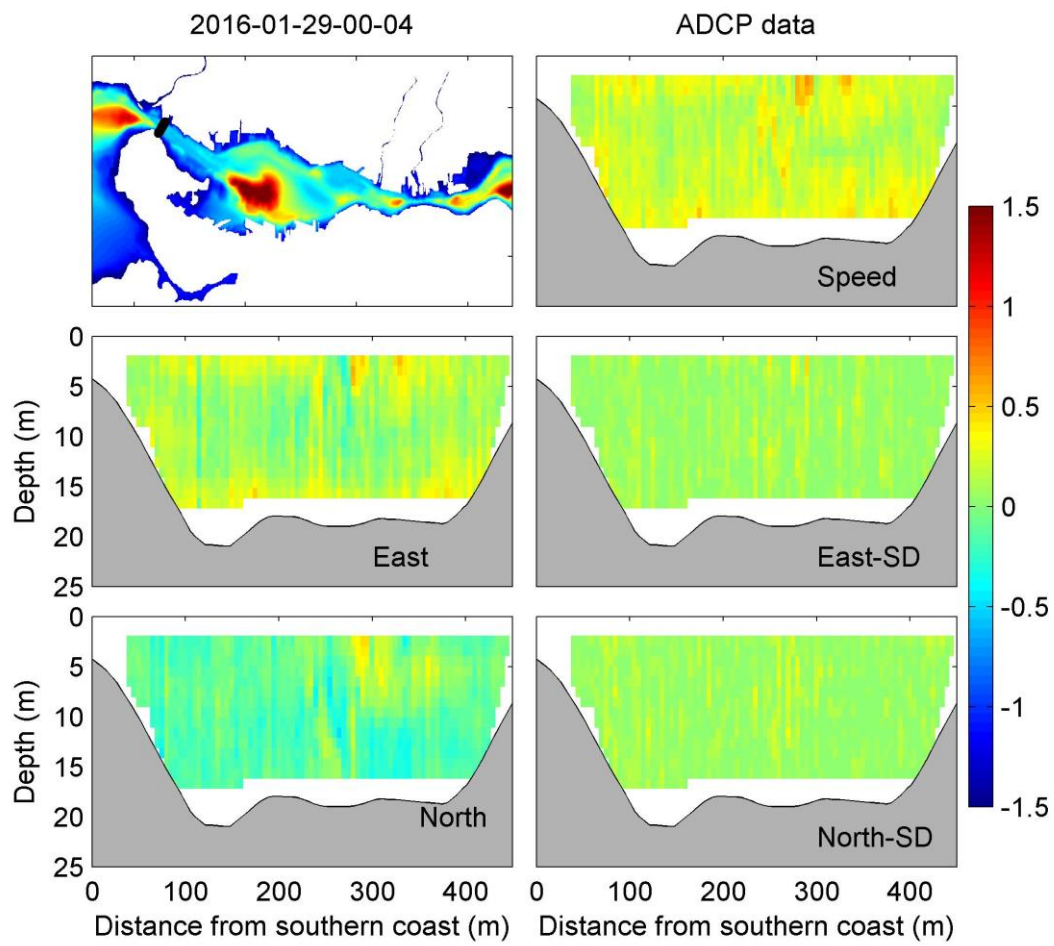 2016-01-29-00-04
ADCP data
Speed
0
5
10
15
20
25
Depth (m)
East
East-SD
1.5
1
0.5
0
-0.5
-1
-1.5
0
5
10
15
20
25
Depth (m)
North
North-SD
0 100 200 300 400
Distance from southern coast (m)
0 100 200 300 400
Distance from southern coast (m)